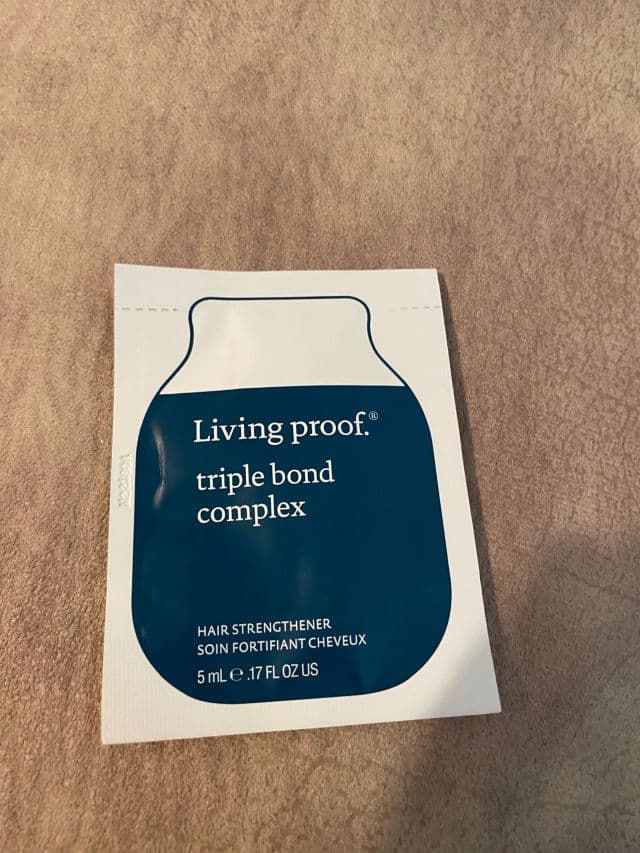 Living proof.®
triple bond
complex
HAIR STRENGTHENER
SOIN FORTIFIANT CHEVEUX
5 mL ℮ .17 FL OZ US